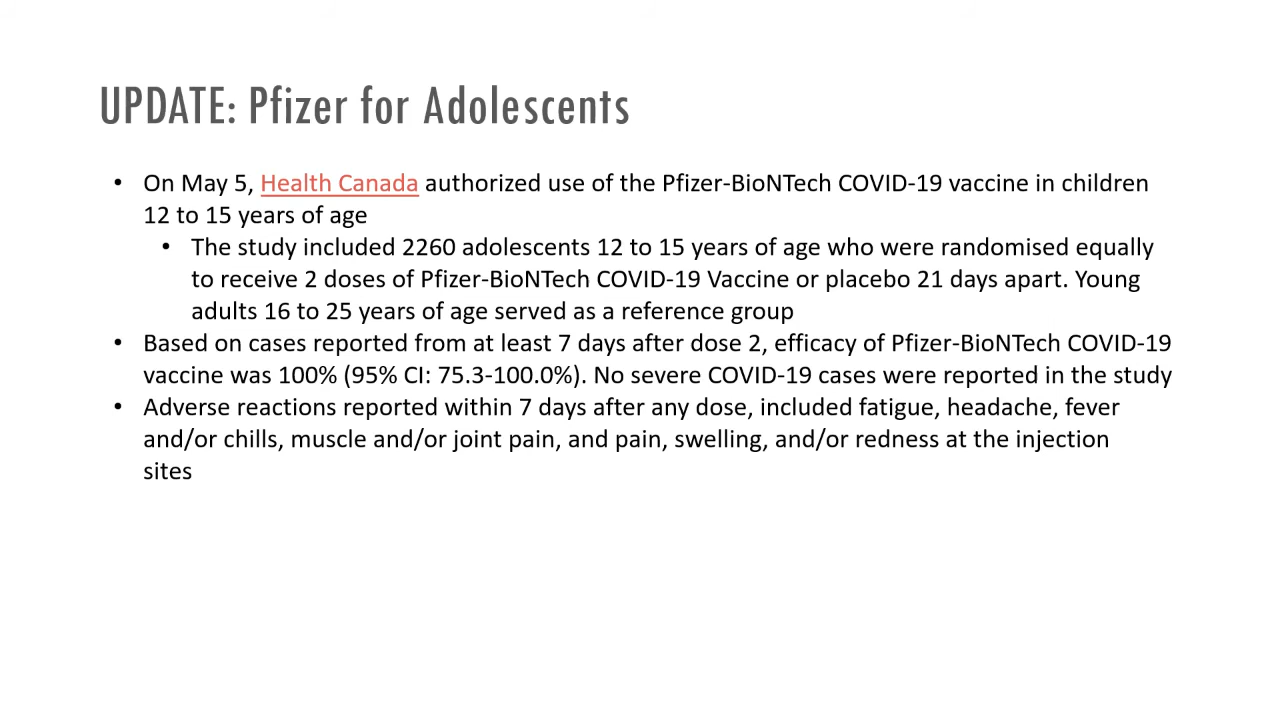 UPDATE: Pfizer for Adolescents
• On May 5, Health Canada authorized use of the Pfizer-BioNTech COVID-19 vaccine in children
12 to 15 years of age
• The study included 2260 adolescents 12 to 15 years of age who were randomised equally
to receive 2 doses of Pfizer-BioNTech COVID-19 Vaccine or placebo 21 days apart. Young
adults 16 to 25 years of age served as a reference group
• Based on cases reported from at least 7 days after dose 2, efficacy of Pfizer-BioNTech COVID-19
vaccine was 100% (95% CI: 75.3-100.0%). No severe COVID-19 cases were reported in the study
• Adverse reactions reported within 7 days after any dose, included fatigue, headache, fever
and/or chills, muscle and/or joint pain, and pain, swelling, and/or redness at the injection
sites